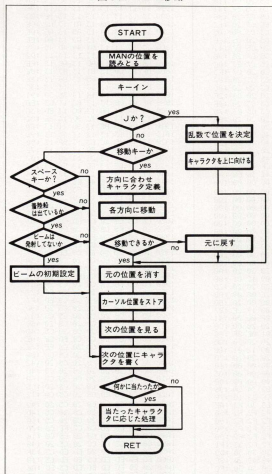 START
MANの位置を
読みとる
キーイン
Jか?
yes
no
乱数で位置を決定
キャラクタを上に向ける
移動キーか
no
yes
スペース
キーか?
no
yes
方向に合わせ
キャラクタ定義
着陸船
は出ているか
no
yes
各方向に移動
ビームは
発射してないか
no
yes
移動できるか
no
yes
元に戻す
ビームの初期設定
元の位置を消す
カーソル位置をストア
次の位置を見る
次の位置にキャラ
クタを書く
何かに当たったか
no
yes
当たったキャラクタ
に応じた処理
RET